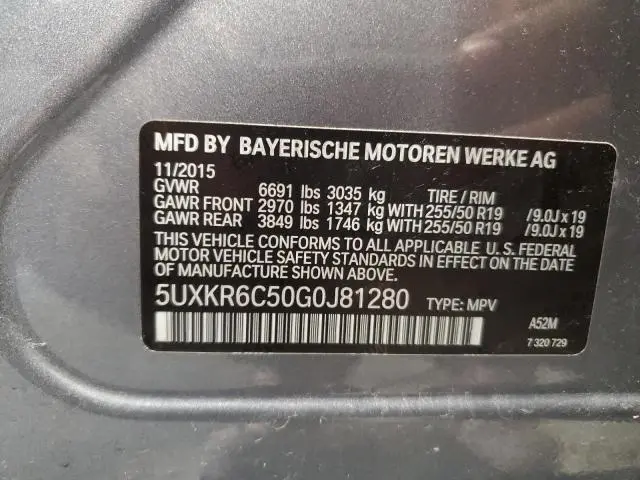 MFD BY BAYERISCHE MOTOREN WERKE AG
11/2015
GVWR 6691 lbs 3035 kg TIRE / RIM
GAWR FRONT 2970 lbs 1347 kg WITH 255/50 R19 /9.0J x 19
GAWR REAR 3849 lbs 1746 kg WITH 255/50 R19 /9.0J x 19
THIS VEHICLE CONFORMS TO ALL APPLICABLE U.S. FEDERAL
MOTOR VEHICLE SAFETY STANDARDS IN EFFECT ON THE DATE
OF MANUFACTURE SHOWN ABOVE.
5UXKR6C50G0J81280 TYPE: MPV
A52M
7 320 729